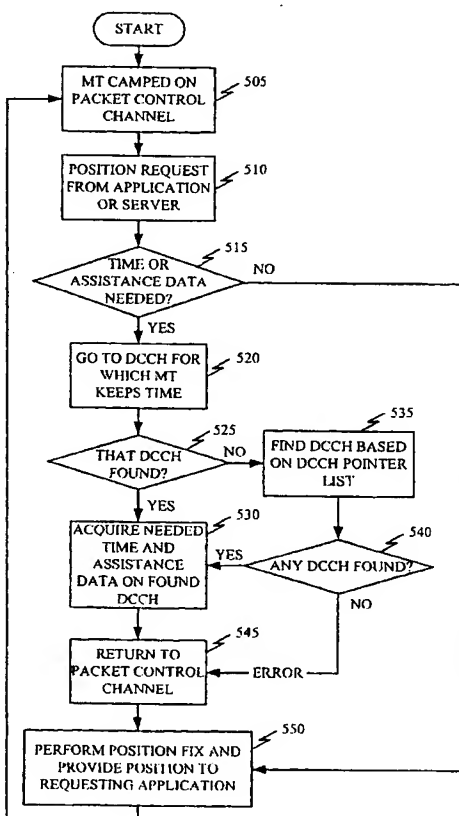 START
MT CAMPED ON
PACKET CONTROL
CHANNEL
505
POSITION REQUEST
FROM APPLICATION
OR SERVER
510
TIME OR
ASSISTANCE DATA
NEEDED?
515
NO
YES
GO TO DCCH FOR
WHICH MT
KEEPS TIME
520
THAT DCCH
FOUND?
525
NO
FIND DCCH BASED
ON DCCH POINTER
LIST
535
YES
ACQUIRE NEEDED
TIME AND
ASSISTANCE
DATA ON FOUND
DCCH
530
YES
ANY DCCH FOUND?
540
NO
ERROR
RETURN TO
PACKET CONTROL
CHANNEL
545
PERFORM POSITION FIX AND
PROVIDE POSITION TO
REQUESTING APPLICATION
550